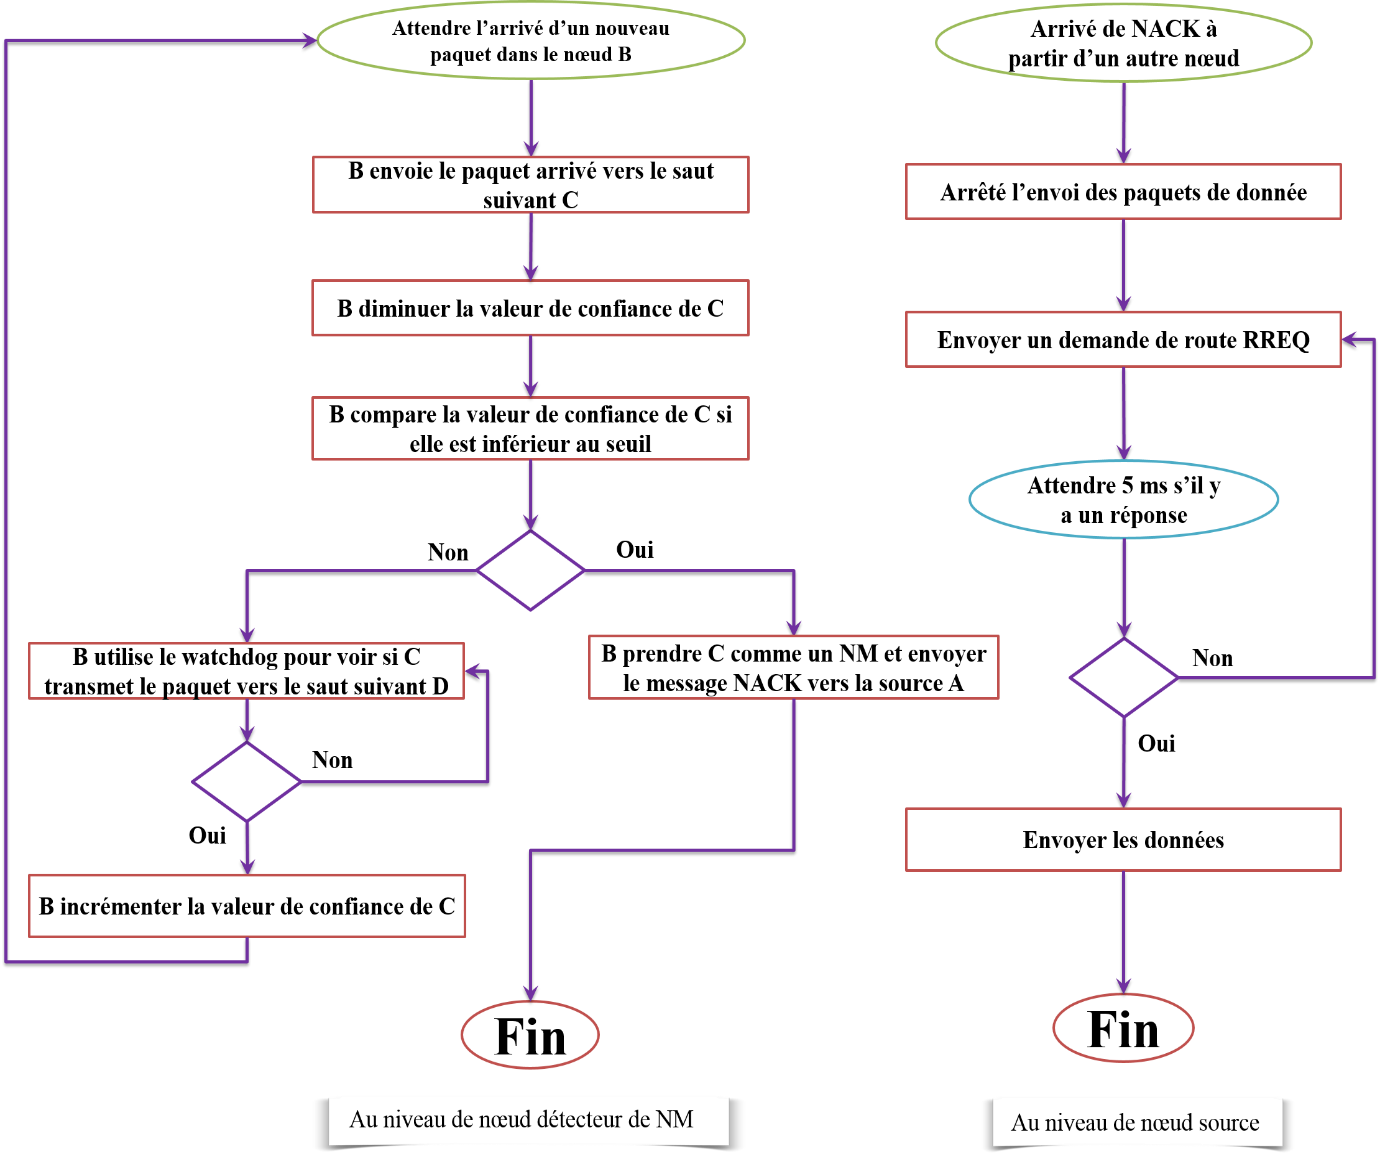 Attendre l’arrivé d’un nouveau
paquet dans le nœud B
B envoie le paquet arrivé vers le saut
suivant C
B diminuer la valeur de confiance de C
B compare la valeur de confiance de C si
elle est inférieur au seuil
Non
Oui
B utilise le watchdog pour voir si C
transmet le paquet vers le saut suivant D
B prendre C comme un NM et envoyer
le message NACK vers la source A
Non
Oui
B incrémenter la valeur de confiance de C
Fin
Au niveau de nœud détecteur de NM
Arrivé de NACK à
partir d’un autre nœud
Arrêté l’envoi des paquets de donnée
Envoyer un demande de route RREQ
Attendre 5 ms s’il y
a un réponse
Non
Oui
Envoyer les données
Fin
Au niveau de nœud source